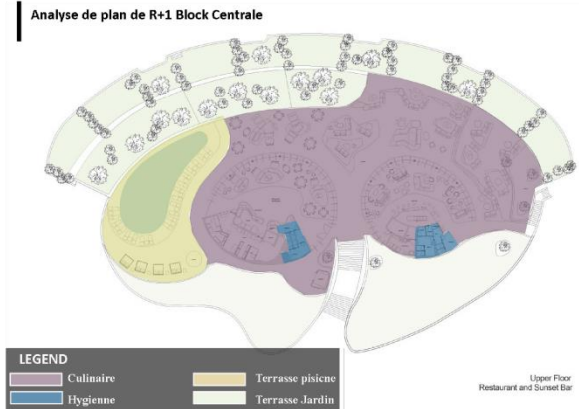 Analyse de plan de R+1 Block Centrale
LEGEND
Culinaire
Terrasse pisicne
Hygienne
Terrasse Jardin
Upper Floor
Restaurant and Sunset Bar